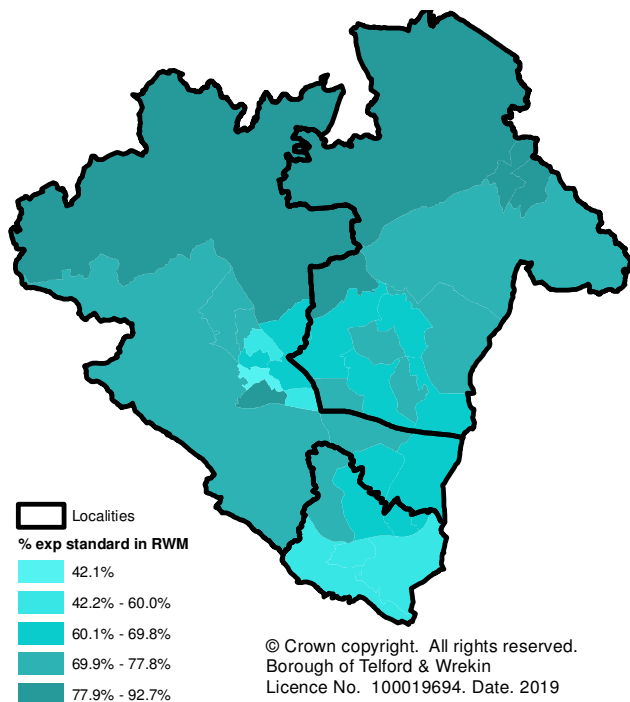 Localities
% exp standard in RWM
42.1%
42.2% - 60.0%
60.1% - 69.8%
69.9% - 77.8%
77.9% - 92.7%
© Crown copyright. All rights reserved.
Borough of Telford & Wrekin
Licence No. 100019694. Date. 2019